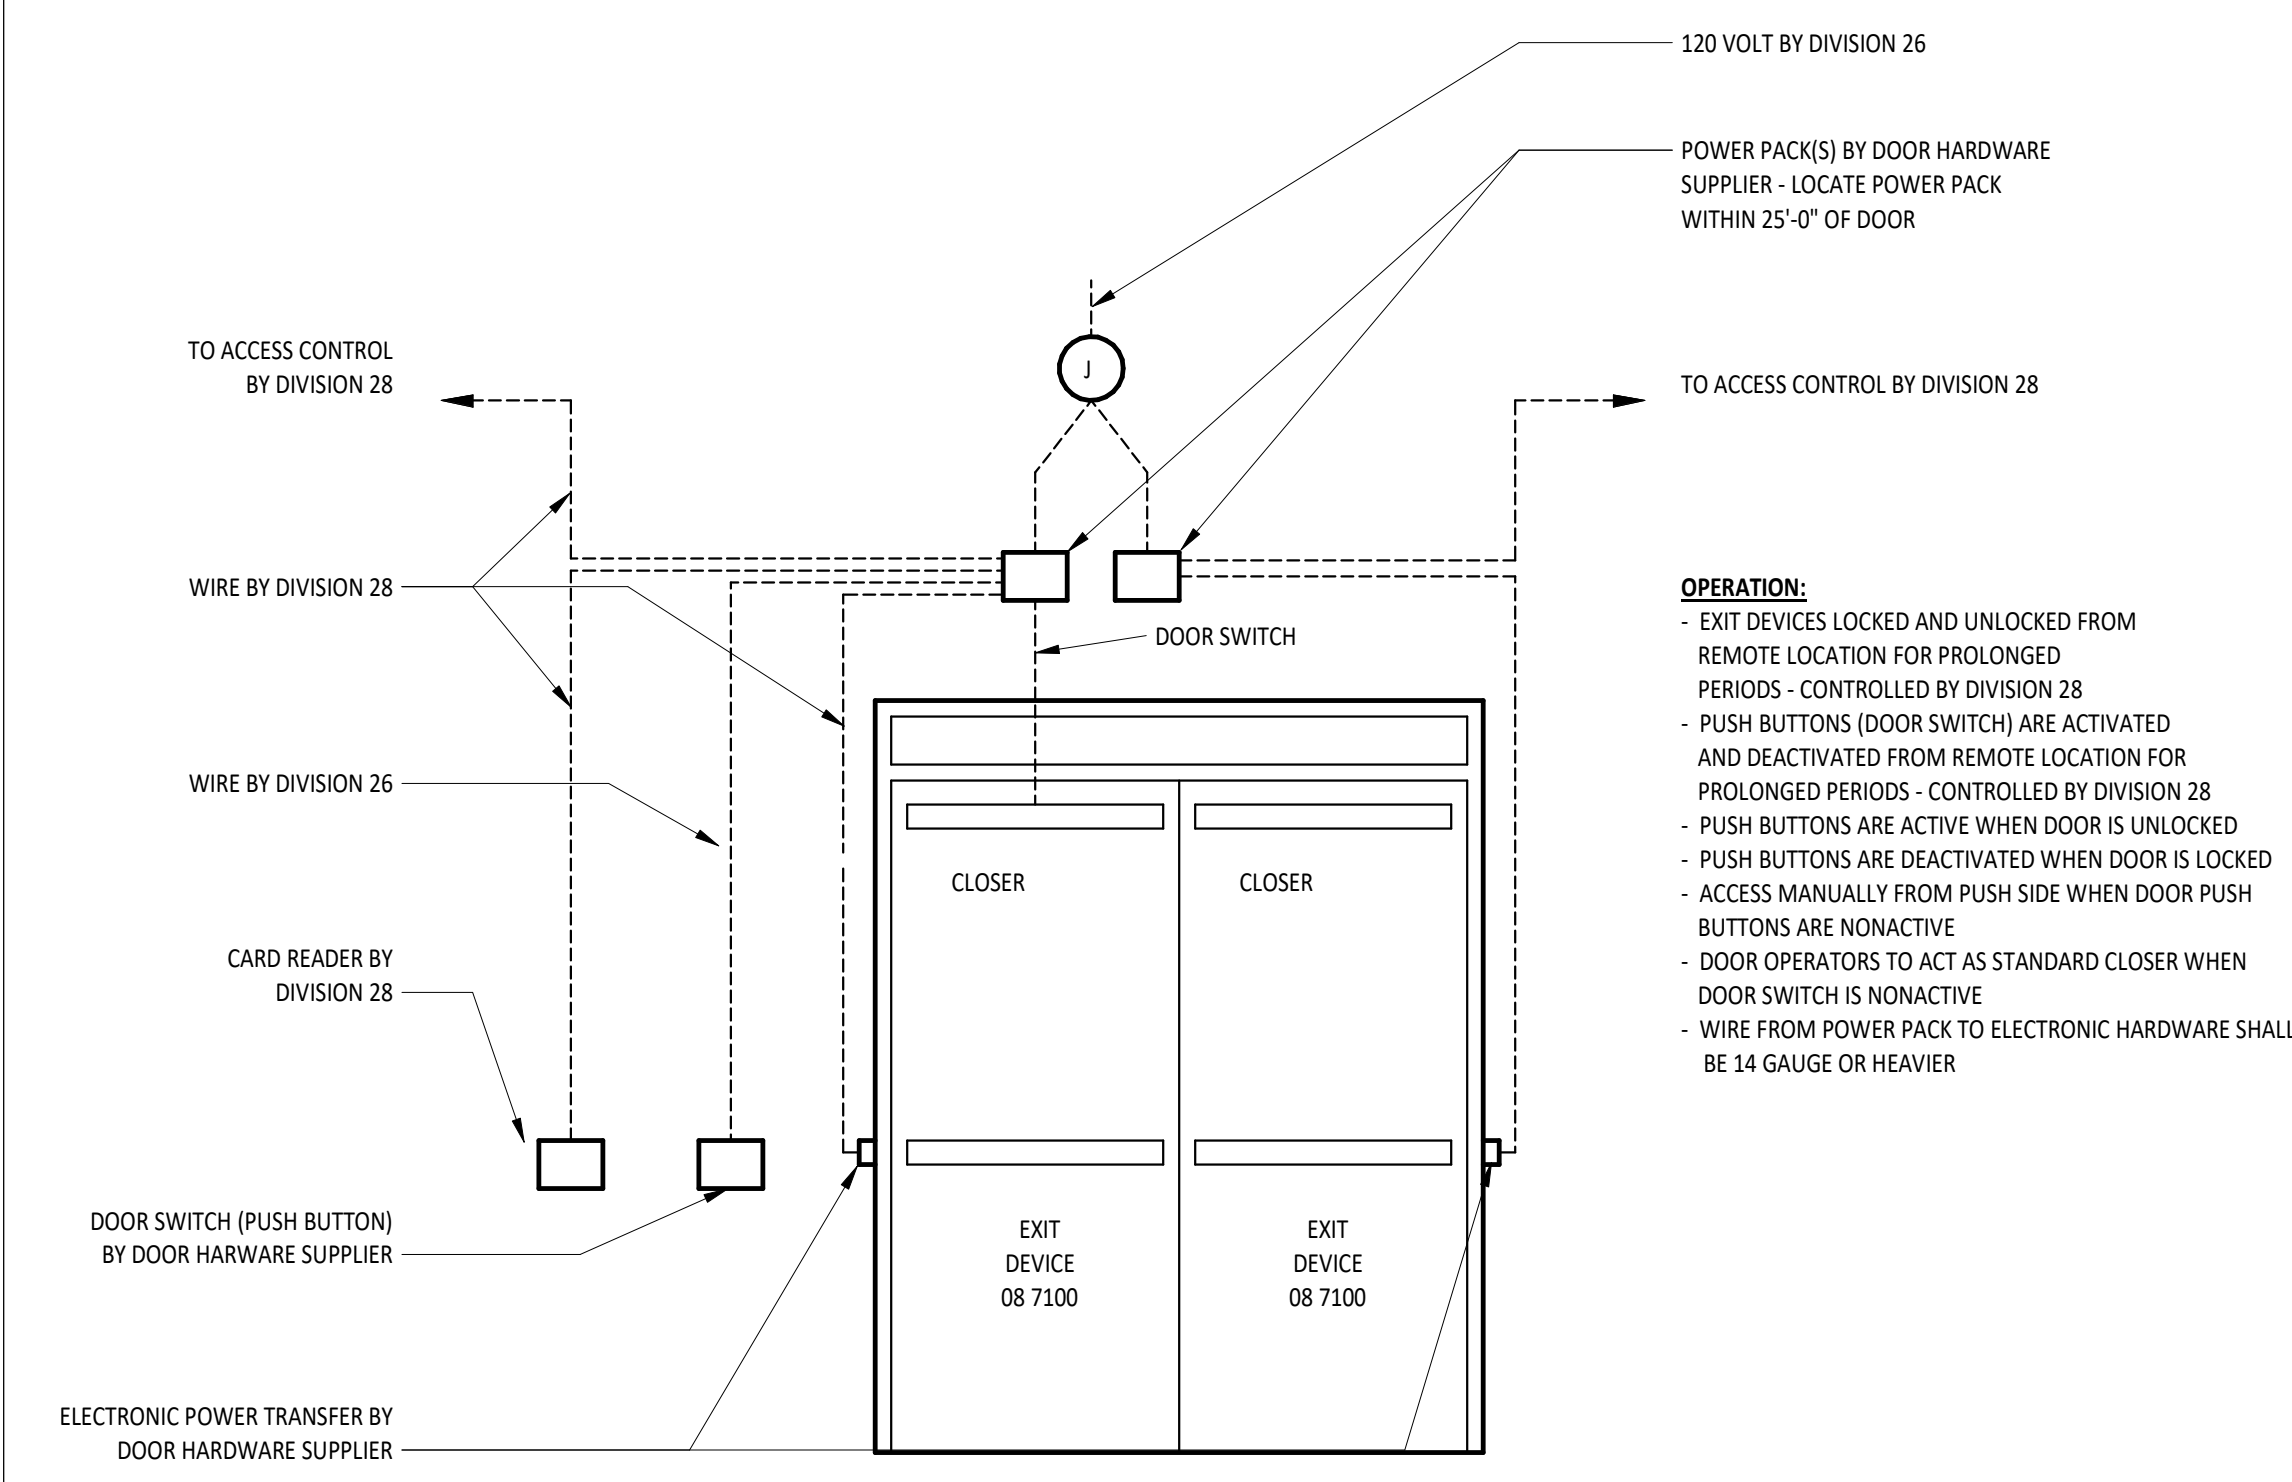 120 VOLT BY DIVISION 26
POWER PACK(S) BY DOOR HARDWARE
SUPPLIER - LOCATE POWER PACK
WITHIN 25'-0" OF DOOR
TO ACCESS CONTROL
BY DIVISION 28
J
TO ACCESS CONTROL BY DIVISION 28
WIRE BY DIVISION 28
DOOR SWITCH
WIRE BY DIVISION 26
CLOSER
CLOSER
CARD READER BY
DIVISION 28
DOOR SWITCH (PUSH BUTTON)
BY DOOR HARWARE SUPPLIER
EXIT
DEVICE
08 7100
EXIT
DEVICE
08 7100
ELECTRONIC POWER TRANSFER BY
DOOR HARDWARE SUPPLIER
OPERATION:
- EXIT DEVICES LOCKED AND UNLOCKED FROM
REMOTE LOCATION FOR PROLONGED
PERIODS - CONTROLLED BY DIVISION 28
- PUSH BUTTONS (DOOR SWITCH) ARE ACTIVATED
AND DEACTIVATED FROM REMOTE LOCATION FOR
PROLONGED PERIODS - CONTROLLED BY DIVISION 28
- PUSH BUTTONS ARE ACTIVE WHEN DOOR IS UNLOCKED
- PUSH BUTTONS ARE DEACTIVATED WHEN DOOR IS LOCKED
- ACCESS MANUALLY FROM PUSH SIDE WHEN DOOR PUSH
BUTTONS ARE NONACTIVE
- DOOR OPERATORS TO ACT AS STANDARD CLOSER WHEN
DOOR SWITCH IS NONACTIVE
- WIRE FROM POWER PACK TO ELECTRONIC HARDWARE SHALL
BE 14 GAUGE OR HEAVIER